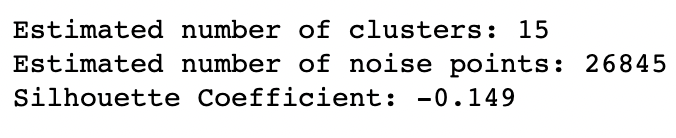 Estimated number of clusters: 15
Estimated number of noise points: 26845
Silhouette Coefficient: -0.149